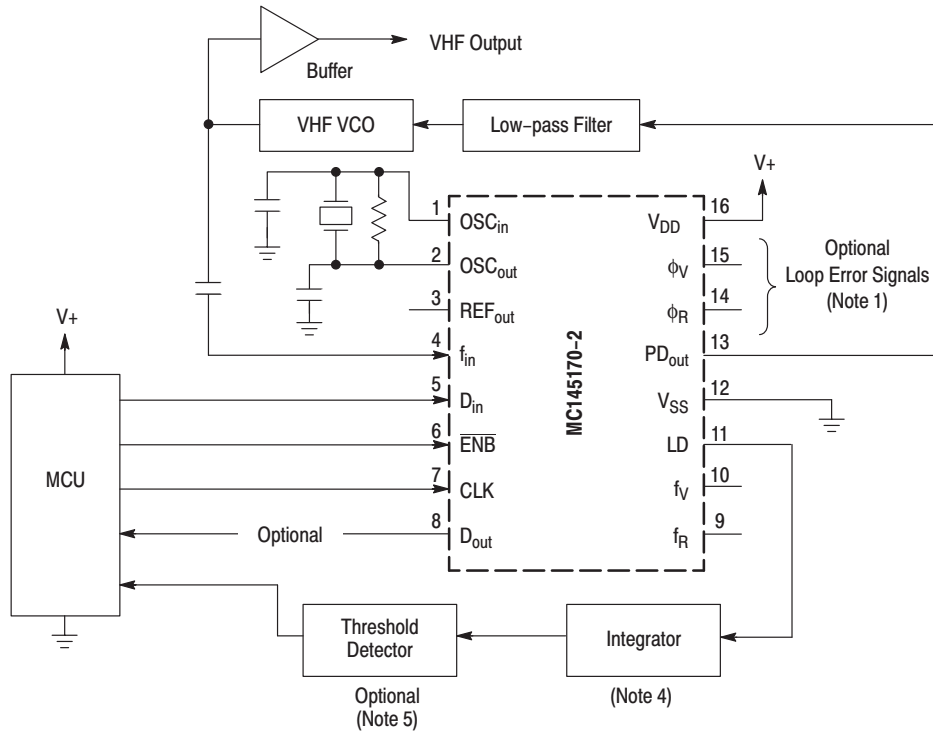 VHF Output
Buffer
VHF VCO
Low–pass Filter
V+
1
OSCin
2
OSCout
3
REFout
4
fin
5
Din
6
ENB
7
CLK
8
Dout
MC145170–2
16
VDD
15
ϕV
14
ϕR
13
PDout
12
VSS
11
LD
10
fV
9
fR
Optional
Loop Error Signals
(Note 1)
V+
MCU
Optional
Threshold
Detector
Optional
(Note 5)
Integrator
(Note 4)